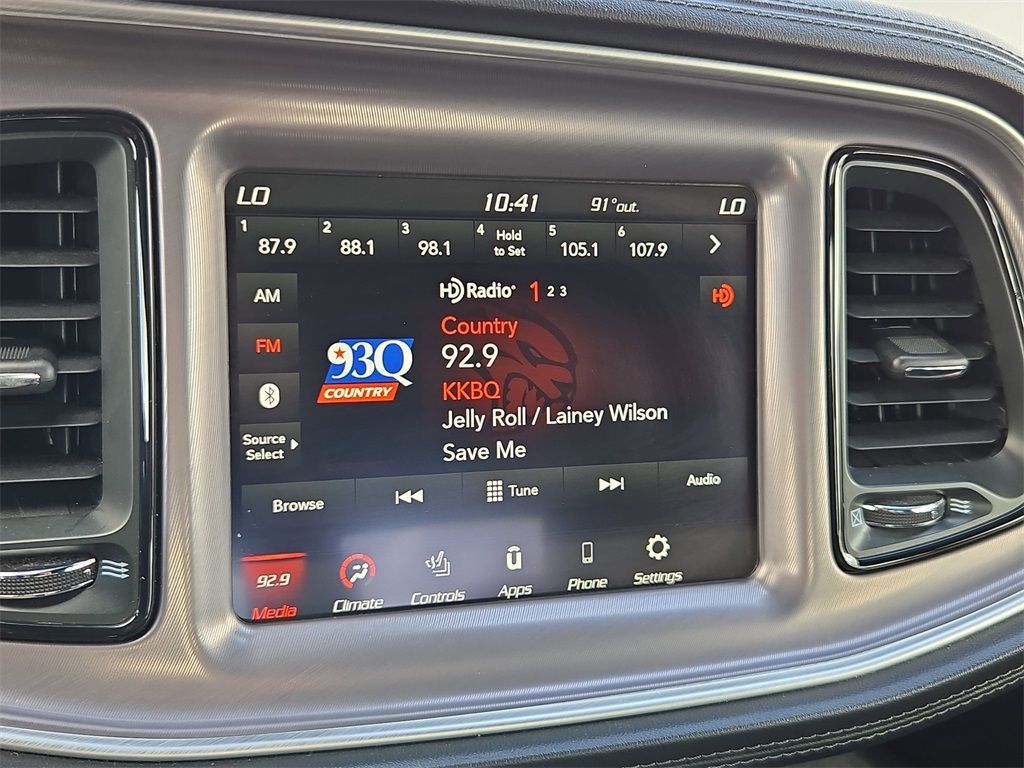 LO 10:41 91°out. LO
1 87.9 2 88.1 3 98.1 4 Hold to Set 5 105.1 6 107.9
AM
HD Radio 1 2 3
HD
Country
FM
93Q
COUNTRY
92.9
KKBQ
Jelly Roll / Lainey Wilson
Source
Select
Save Me
Browse Tune Audio
92.9
Media Climate Controls Apps Phone Settings